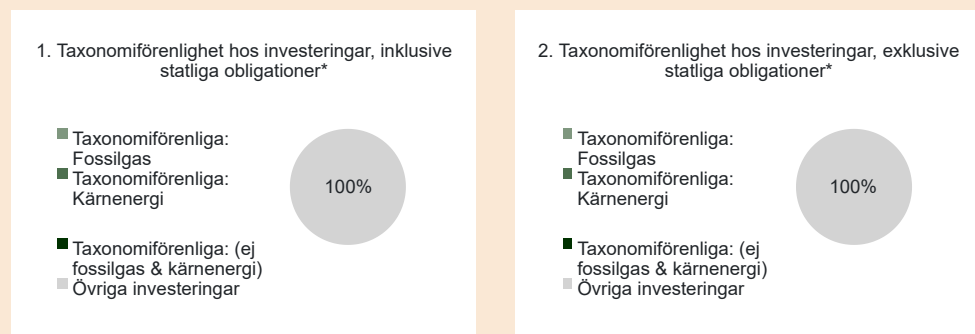 1. Taxonomiförenlighet hos investeringar, inklusive
statliga obligationer*
Taxonomiförenliga:
Fossilgas
Taxonomiförenliga:
Kärnenergi
Taxonomiförenliga: (ej
fossilgas & kärnenergi)
Övriga investeringar
100%
2. Taxonomiförenlighet hos investeringar, exklusive
statliga obligationer*
Taxonomiförenliga:
Fossilgas
Taxonomiförenliga:
Kärnenergi
Taxonomiförenliga: (ej
fossilgas & kärnenergi)
Övriga investeringar
100%